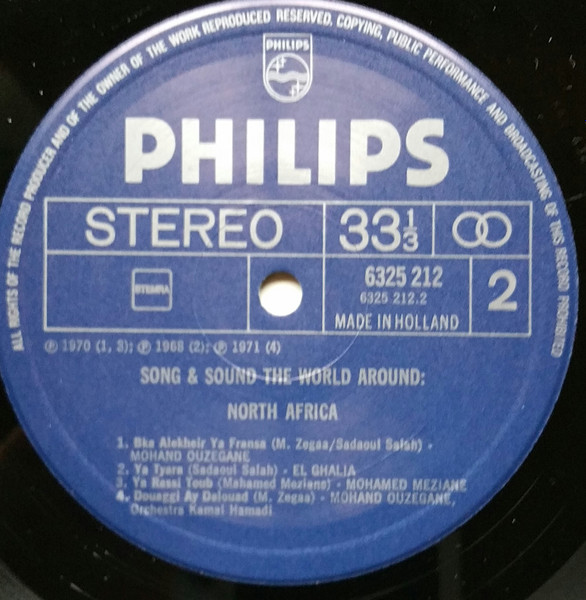 ALL RIGHTS OF THE RECORD PRODUCER AND OF THE OWNER OF THE WORK REPRODUCED RESERVED. COPYING, PUBLIC PERFORMANCE AND BROADCASTING OF THIS RECORD PROHIBITED
PHILIPS
PHILIPS
STEREO
33⅓
STEMRA
6325 212
6325 212.2
MADE IN HOLLAND
2
Ⓟ 1970 (1, 3); Ⓟ 1968 (2); Ⓟ 1971 (4)
SONG & SOUND THE WORLD AROUND:
NORTH AFRICA
1. Bka Alekheir Ya Fransa (M. Zegaa/Sadaoui Salah) -
MOHAND OUZEGANE
2. Ya Iyara (Sadaoui Salah) - EL GHALIA
3. Ya Rassi Toub (Mohamed Meziane) - MOHAMED MEZIANE
4. Douaggi Ay Dalouad (M. Zegaa) - MOHAND OUZEGANE,
Orchestra Kamal Hamadi